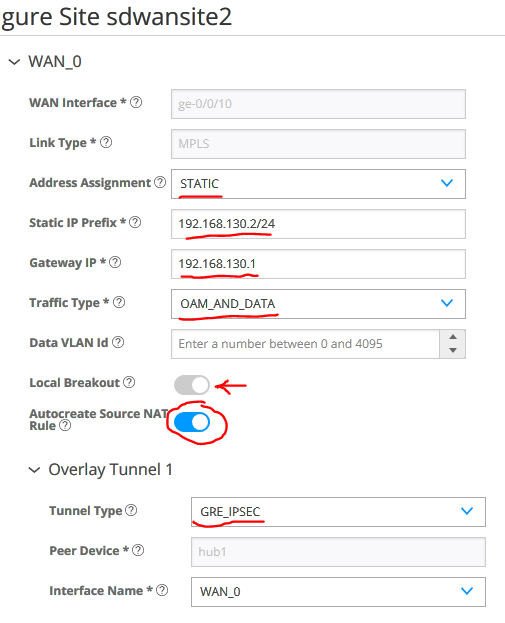 gure Site sdwansite2
WAN_0
WAN Interface * ? ge-0/0/10
Link Type * ? MPLS
Address Assignment ? STATIC
Static IP Prefix * ? 192.168.130.2/24
Gateway IP * ? 192.168.130.1
Traffic Type * ? OAM_AND_DATA
Data VLAN Id ? Enter a number between 0 and 4095
Local Breakout ?
Autocreate Source NAT
Rule ?
Overlay Tunnel 1
Tunnel Type ? GRE_IPSEC
Peer Device * ? hub1
Interface Name * ? WAN_0